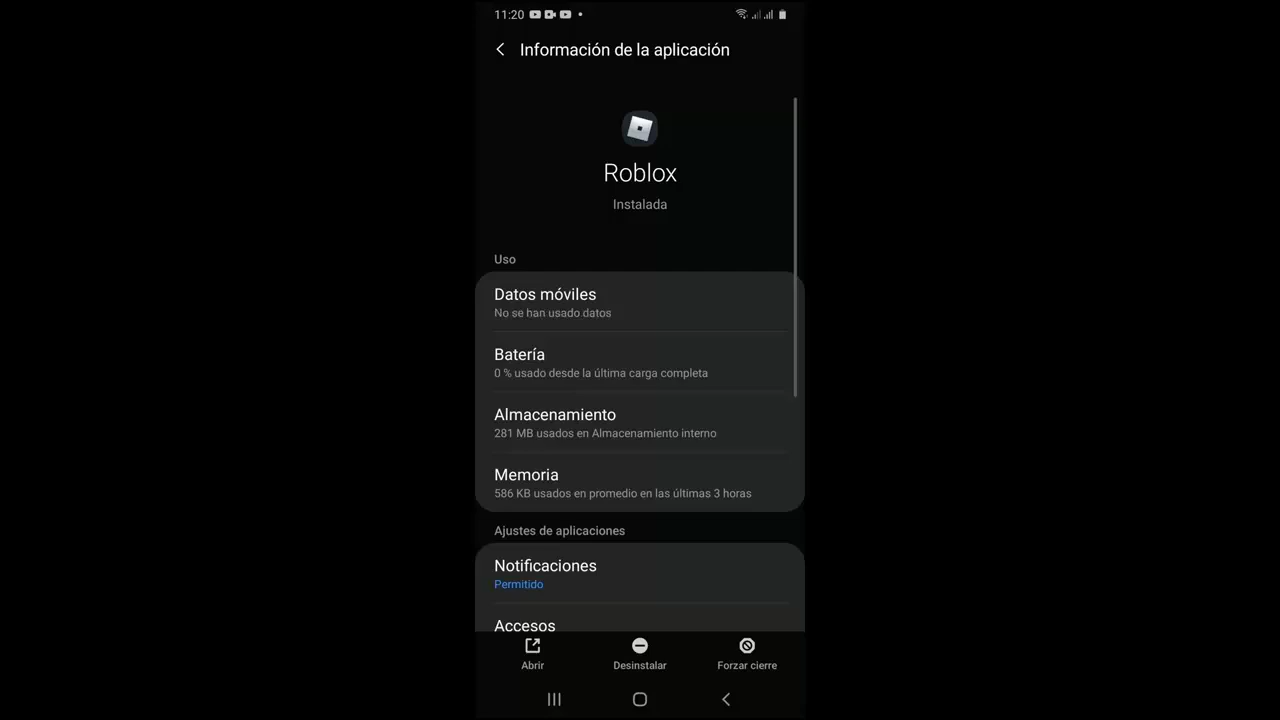 11:20
Información de la aplicación
Roblox
Instalada
Uso
Datos móviles
No se han usado datos
Batería
0 % usado desde la última carga completa
Almacenamiento
281 MB usados en Almacenamiento interno
Memoria
586 KB usados en promedio en las últimas 3 horas
Ajustes de aplicaciones
Notificaciones
Permitido
Accesos
Abrir
Desinstalar
Forzar cierre